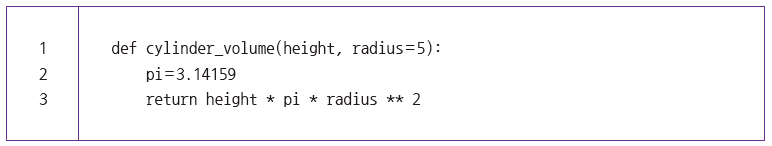 1 def cylinder_volume(height, radius=5):
2 pi=3.14159
3 return height * pi * radius ** 2